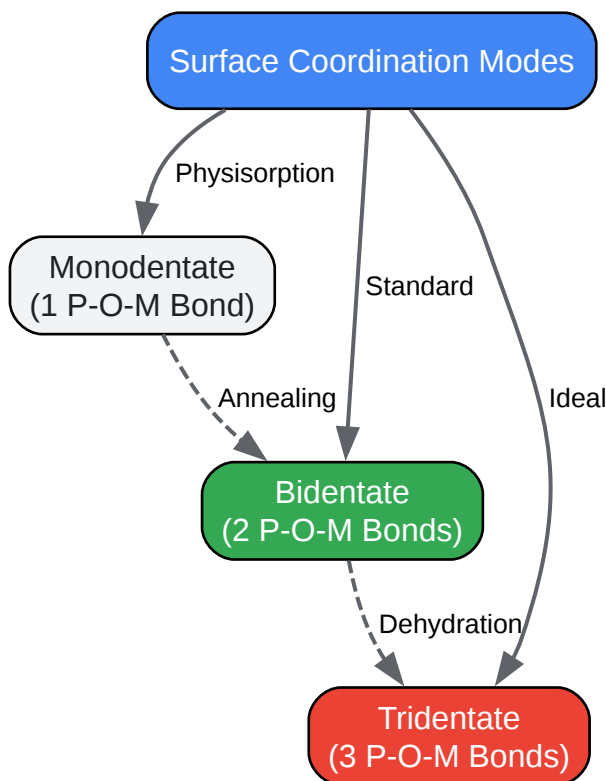 Surface Coordination Modes
Physisorption
Monodentate
(1 P-O-M Bond)
Standard
Annealing
Ideal
Bidentate
(2 P-O-M Bonds)
Dehydration
Tridentate
(3 P-O-M Bonds)